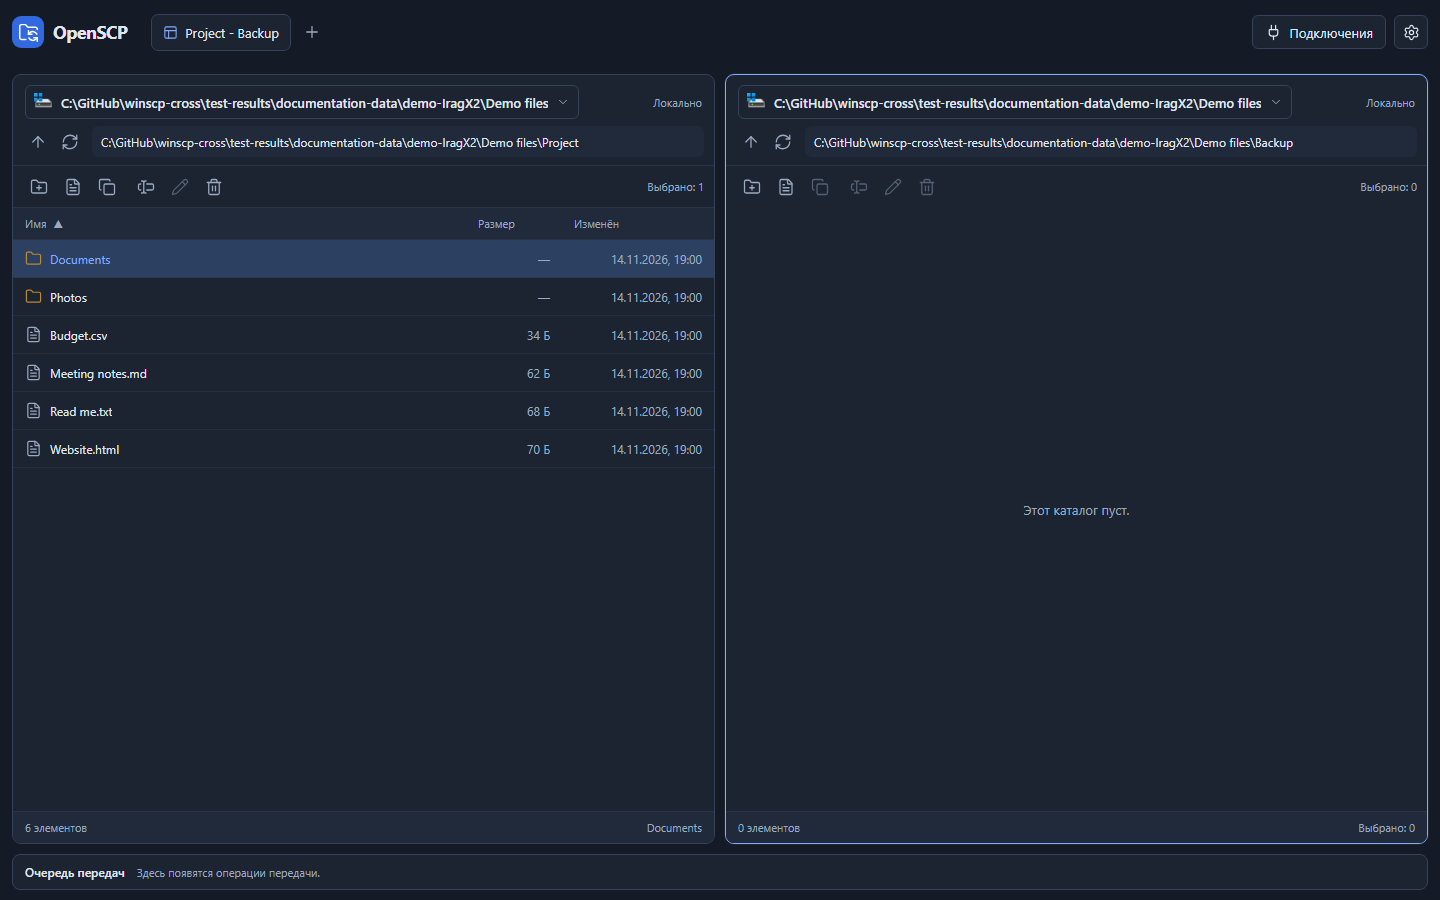 OpenSCP
Project - Backup
Подключения
C:\GitHub\winscp-cross\test-results\documentation-data\demo-IragX2\Demo files
Локально
C:\GitHub\winscp-cross\test-results\documentation-data\demo-IragX2\Demo files\Project
Выбрано: 1
Имя ▲ Размер Изменён
Documents — 14.11.2026, 19:00
Photos — 14.11.2026, 19:00
Budget.csv 34 Б 14.11.2026, 19:00
Meeting notes.md 62 Б 14.11.2026, 19:00
Read me.txt 68 Б 14.11.2026, 19:00
Website.html 70 Б 14.11.2026, 19:00
6 элементов Documents
C:\GitHub\winscp-cross\test-results\documentation-data\demo-IragX2\Demo files
Локально
C:\GitHub\winscp-cross\test-results\documentation-data\demo-IragX2\Demo files\Backup
Выбрано: 0
Этот каталог пуст.
0 элементов Выбрано: 0
Очередь передач Здесь появятся операции передачи.